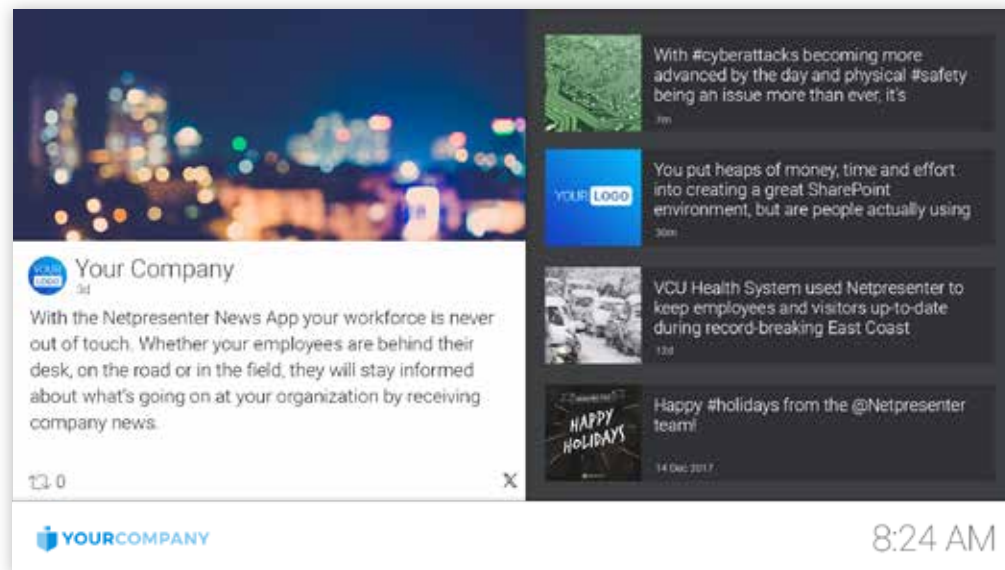 Your Company
3d
With the Netpresenter News App your workforce is never
out of touch. Whether your employees are behind their
desk, on the road or in the field, they will stay informed
about what's going on at your organization by receiving
company news.
0
With #cyberattacks becoming more
advanced by the day and physical #safety
being an issue more than ever, it's
7m
YOUR LOGO
You put heaps of money, time and effort
into creating a great SharePoint
environment, but are people actually using
30m
VCU Health System used Netpresenter to
keep employees and visitors up-to-date
during record-breaking East Coast
12d
HAPPY
HOLIDAYS
Happy #holidays from the @Netpresenter
team!
14 Dec 2017
YOURCOMPANY
8:24 AM